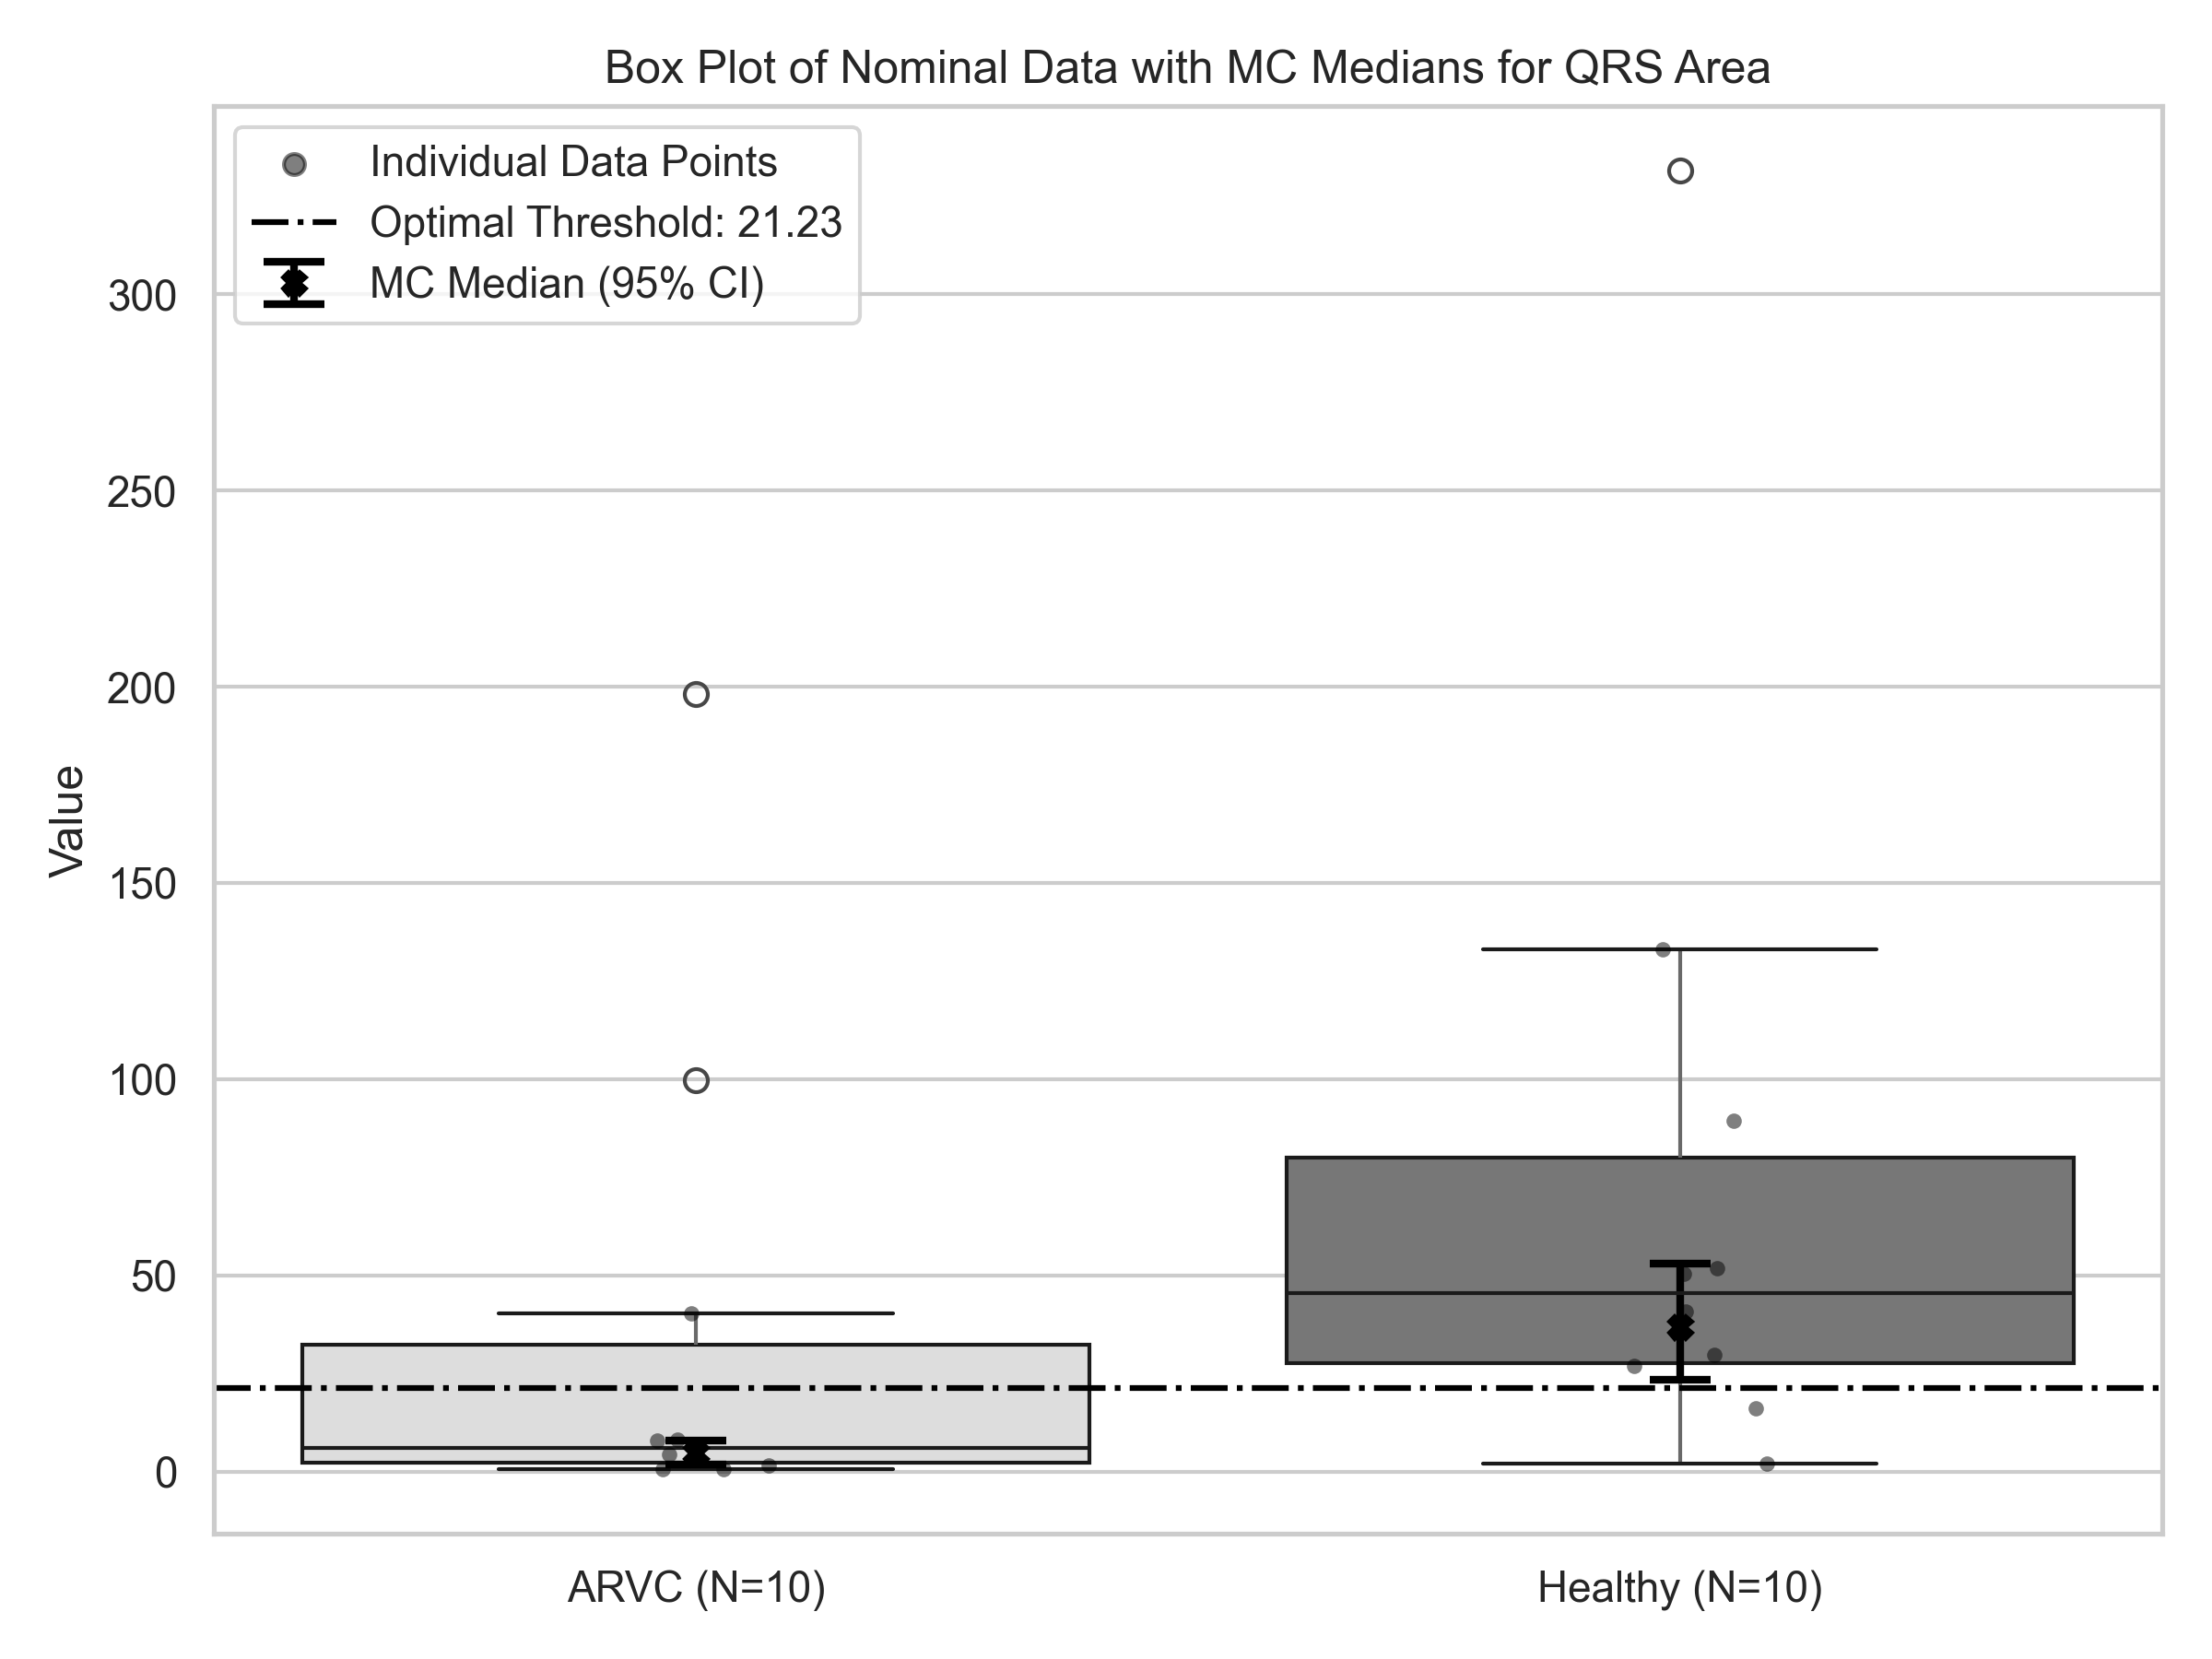 Box Plot of Nominal Data with MC Medians for QRS Area
Individual Data Points
Optimal Threshold: 21.23
MC Median (95% CI)
300
250
200
150
100
50
0
Value
ARVC (N=10)
Healthy (N=10)